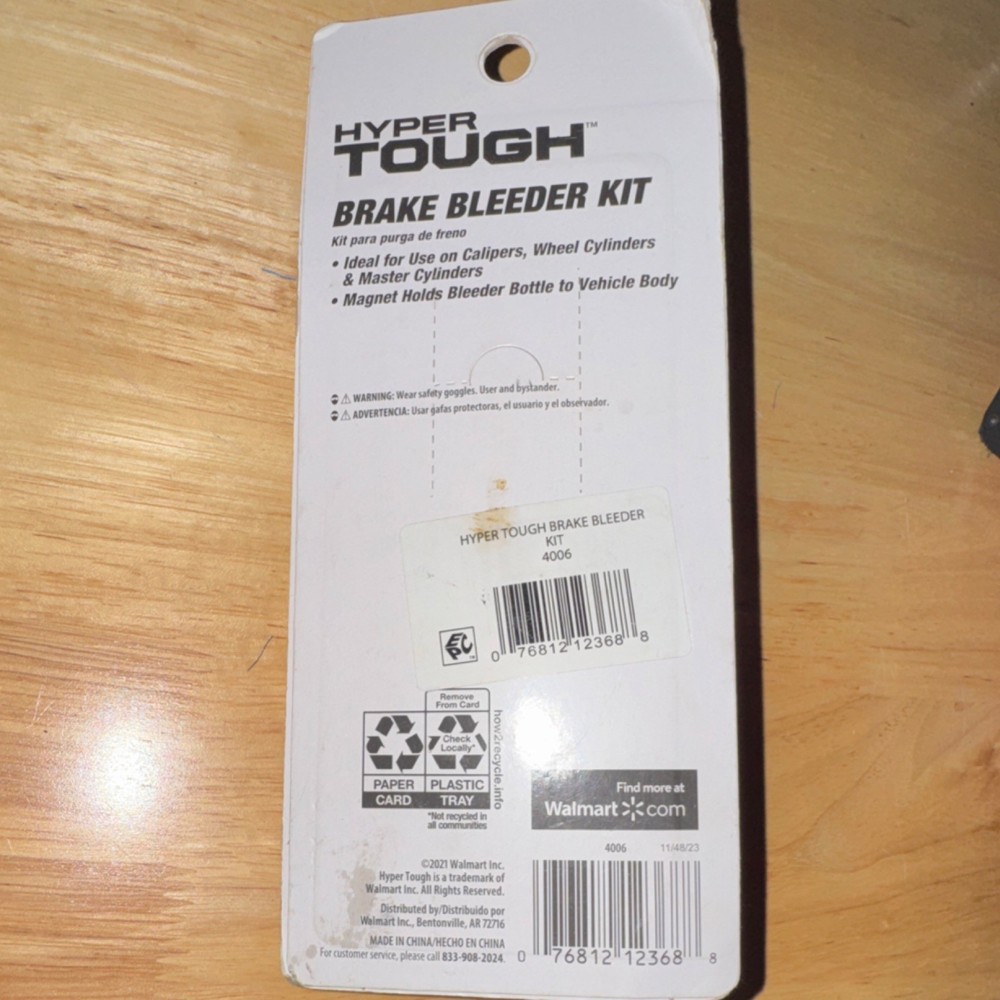 HYPER
TOUGH™
BRAKE BLEEDER KIT
Kit para purga de freno
• Ideal for Use on Calipers, Wheel Cylinders
& Master Cylinders
• Magnet Holds Bleeder Bottle to Vehicle Body
WARNING: Wear safety goggles. User and bystander.
ADVERTENCIA: Usar gafas protectoras, el usuario y el observador.
HYPER TOUGH BRAKE BLEEDER
KIT
4006
EPC™
0 76812 12368 8
Remove
From Card
Check
Locally*
PAPER
PLASTIC
CARD
TRAY
how2recycle.info
*Not recycled in
all communities
Find more at
Walmart com
4006 11/48/23
©2021 Walmart Inc.
Hyper Tough is a trademark of
Walmart Inc. All Rights Reserved.
Distributed by/Distribuido por
Walmart Inc., Bentonville, AR 72716
MADE IN CHINA/HECHO EN CHINA
For customer service, please call 833-908-2024.
0 76812 12368 8